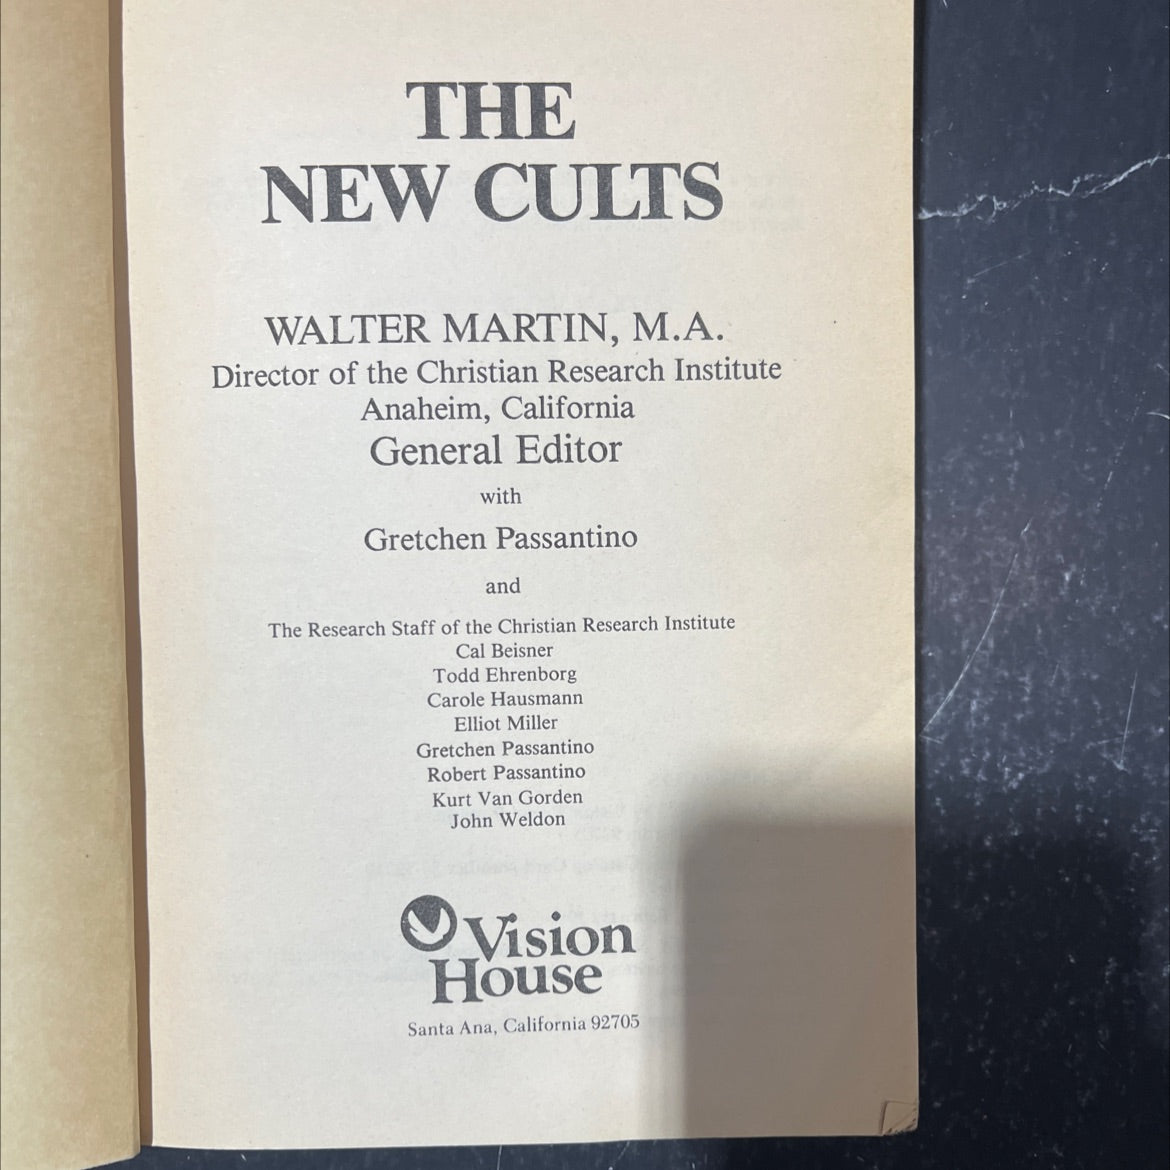 THE
NEW CULTS
WALTER MARTIN, M.A.
Director of the Christian Research Institute
Anaheim, California
General Editor
with
Gretchen Passantino
and
The Research Staff of the Christian Research Institute
Cal Beisner
Todd Ehrenborg
Carole Hausmann
Elliot Miller
Gretchen Passantino
Robert Passantino
Kurt Van Gorden
John Weldon
Vision
House
Santa Ana, California 92705